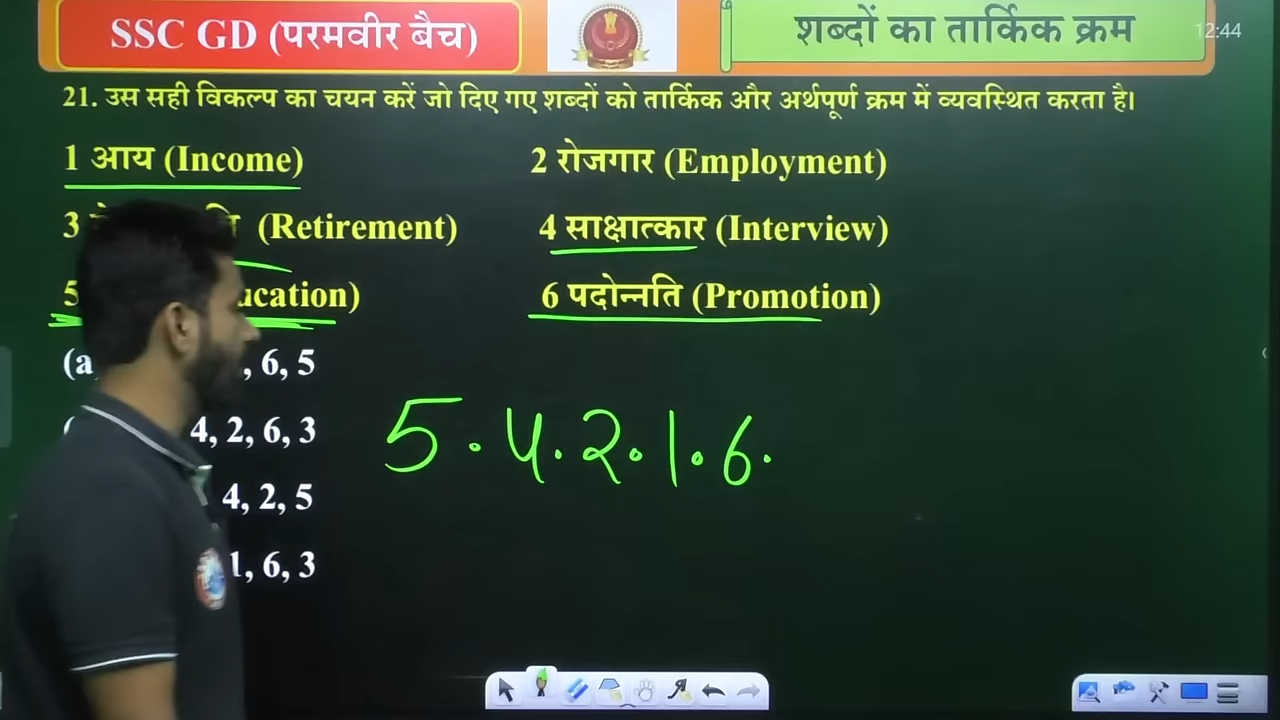 SSC GD (परमवीर बैच)
शब्दों का तार्किक क्रम
12:44
21. उस सही विकल्प का चयन करें जो दिए गए शब्दों को तार्किक और अर्थपूर्ण क्रम में व्यवस्थित करता है।
1 आय (Income) 2 रोजगार (Employment)
3 (Retirement) 4 साक्षात्कार (Interview)
5 6 पदोन्नति (Promotion)
(a , 6, 5
4, 2, 6, 3
5 . 4 . 2 . 1 . 6 .
4, 2, 5
1, 6, 3